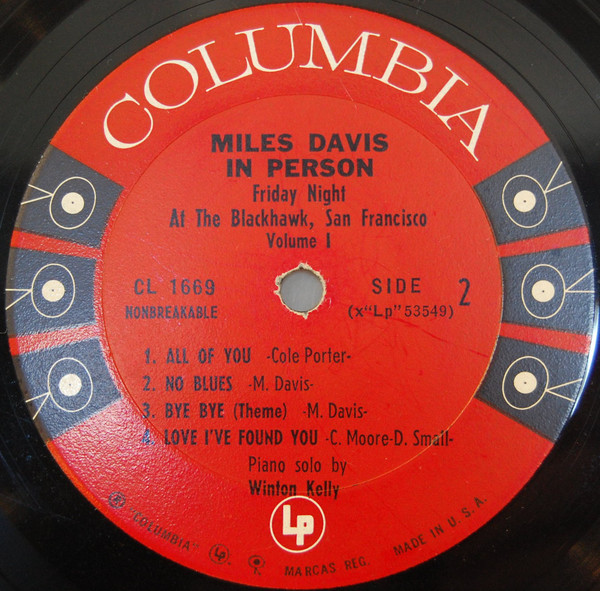 COLUMBIA
MILES DAVIS
IN PERSON
Friday Night
At The Blackhawk, San Francisco
Volume I
CL 1669
NONBREAKABLE
SIDE 2
(x"Lp"53549)
1. ALL OF YOU -Cole Porter-
2. NO BLUES -M. Davis-
3. BYE BYE (Theme) -M. Davis-
4. LOVE I'VE FOUND YOU -C. Moore-D. Small-
Piano solo by
Winton Kelly
Lp
® "COLUMBIA" Lp MARCAS REG. MADE IN U.S.A.